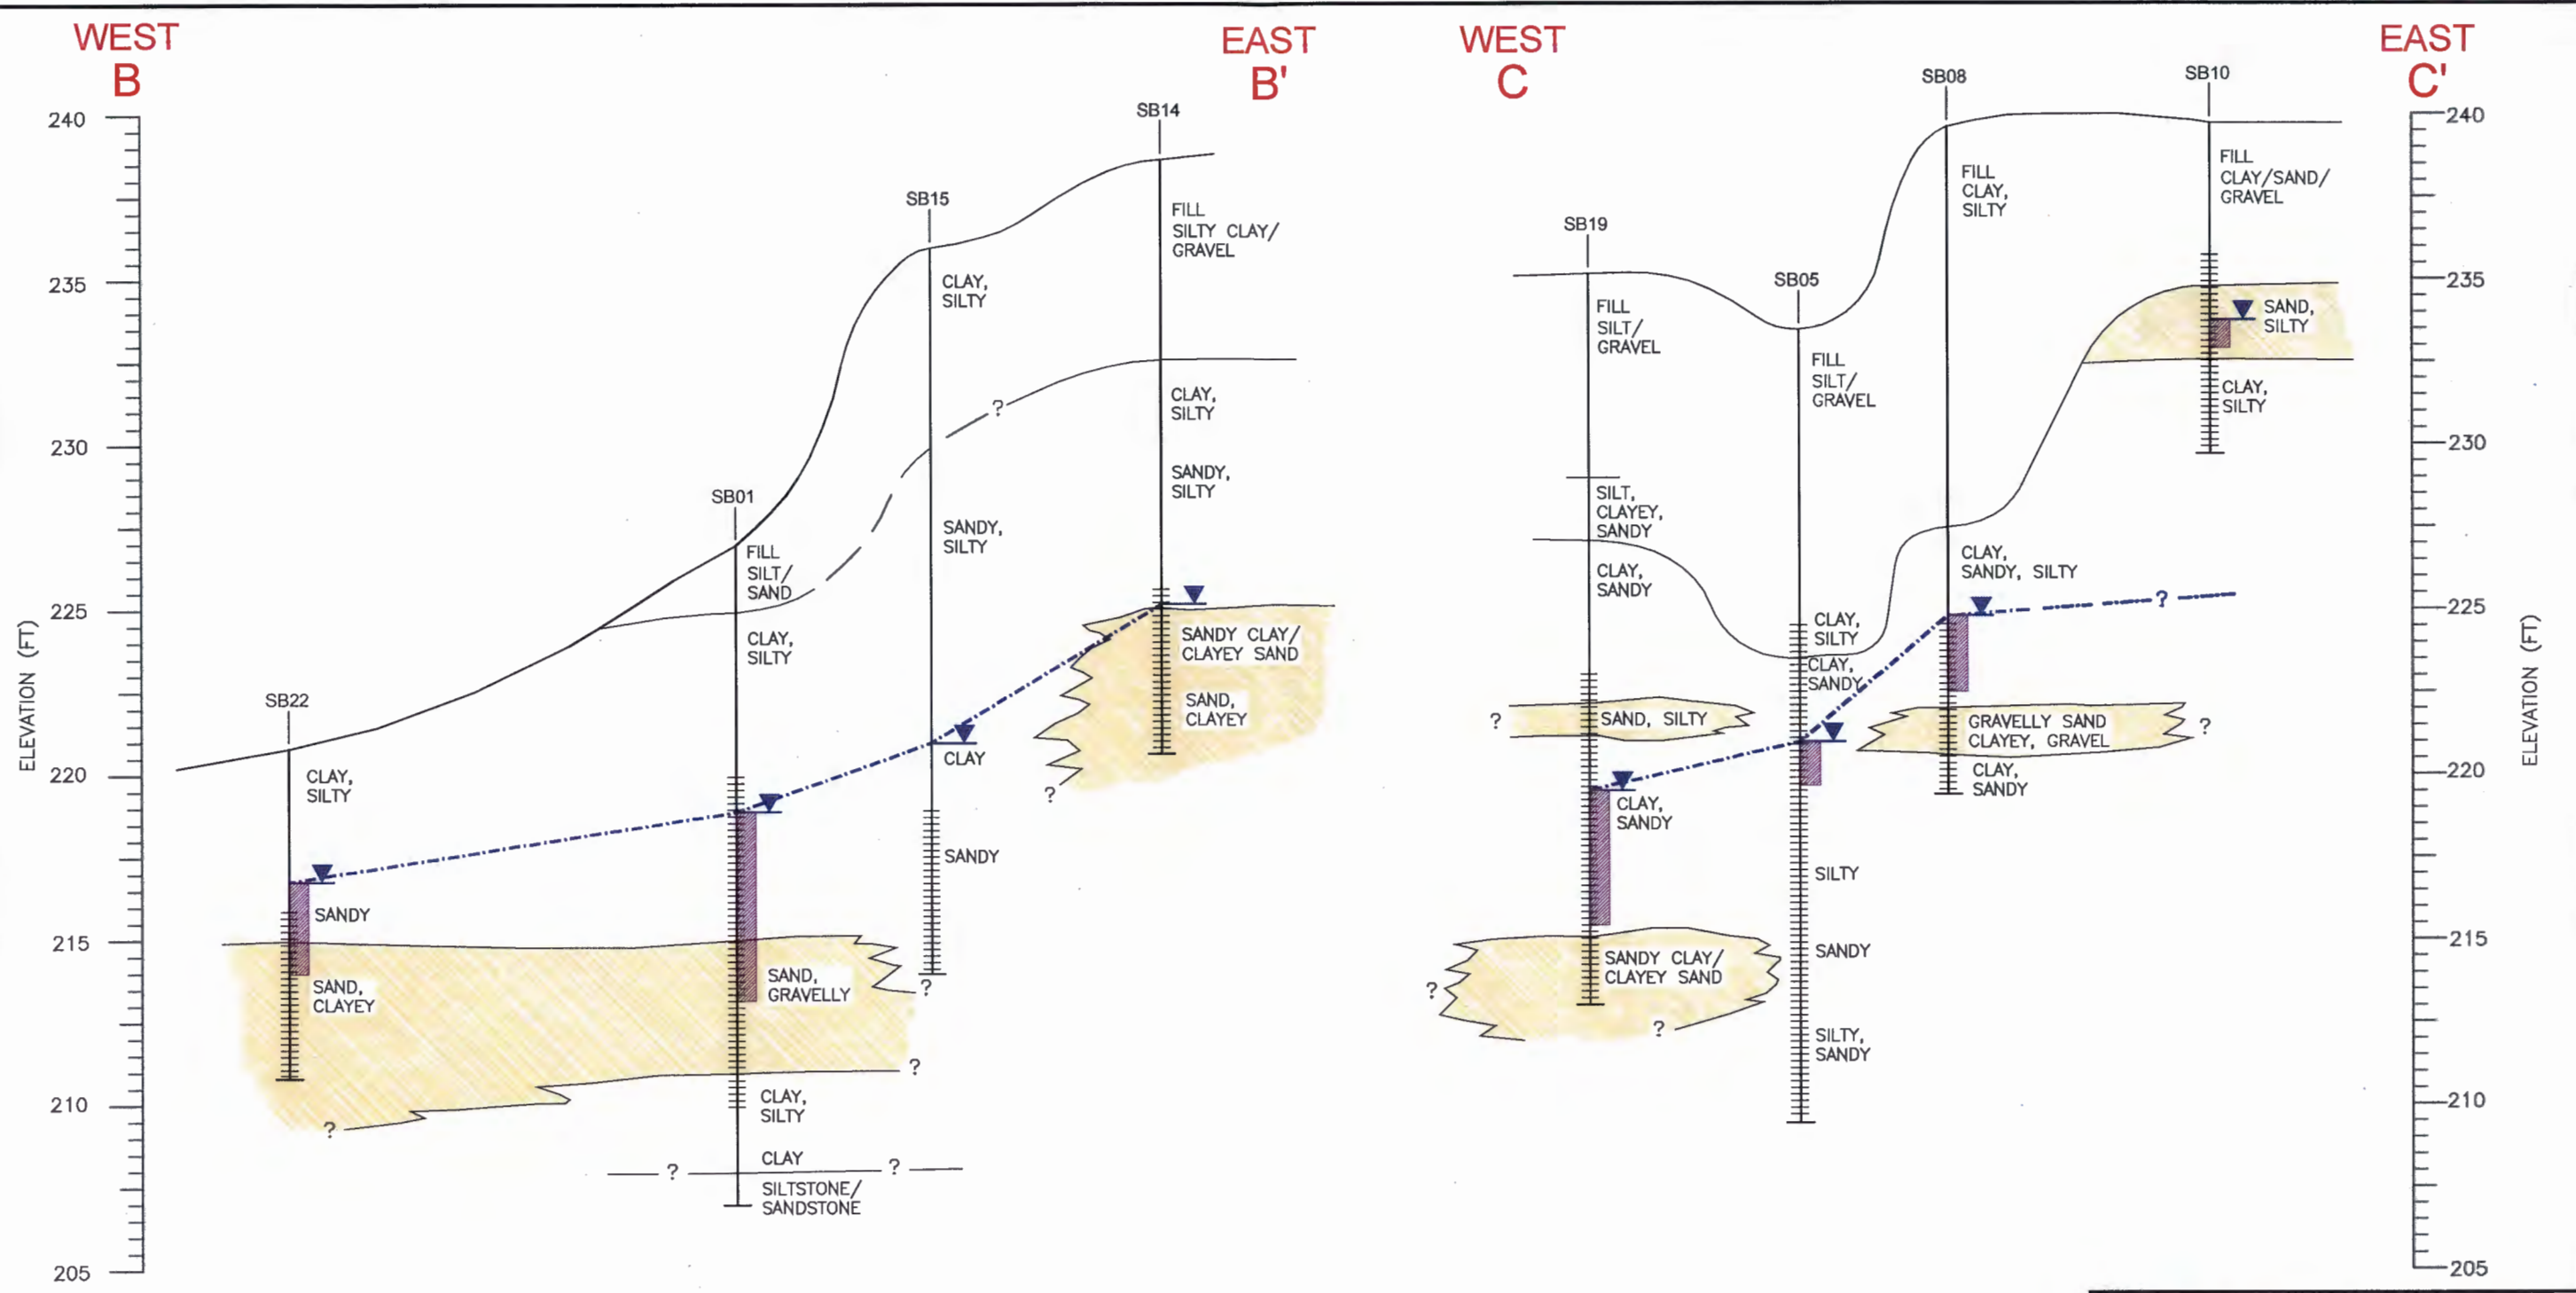 WEST
B
EAST
B'
240
235
230
225
220
215
210
205
ELEVATION (FT)
SB22
CLAY,
SILTY
SANDY
SAND,
CLAYEY
?
SB01
FILL
SILT/
SAND
CLAY,
SILTY
SAND,
GRAVELLY
CLAY,
SILTY
CLAY
? ?
SILTSTONE/
SANDSTONE
SB15
CLAY,
SILTY
?
SANDY,
SILTY
CLAY
SANDY
?
?
SB14
FILL
SILTY CLAY/
GRAVEL
CLAY,
SILTY
SANDY,
SILTY
SANDY CLAY/
CLAYEY SAND
SAND,
CLAYEY
?
WEST
C
EAST
C'
SB19
FILL
SILT/
GRAVEL
SILT,
CLAYEY,
SANDY
CLAY,
SANDY
? SAND, SILTY
CLAY,
SANDY
SANDY CLAY/
CLAYEY SAND
?
?
SB05
FILL
SILT/
GRAVEL
CLAY,
SILTY
CLAY,
SANDY
SILTY
SANDY
SILTY,
SANDY
SB08
FILL
CLAY,
SILTY
CLAY,
SANDY, SILTY
?
GRAVELLY SAND
CLAYEY, GRAVEL
?
CLAY,
SANDY
SB10
FILL
CLAY/SAND/
GRAVEL
SAND,
SILTY
CLAY,
SILTY
240
235
230
225
220
215
210
205
ELEVATION (FT)